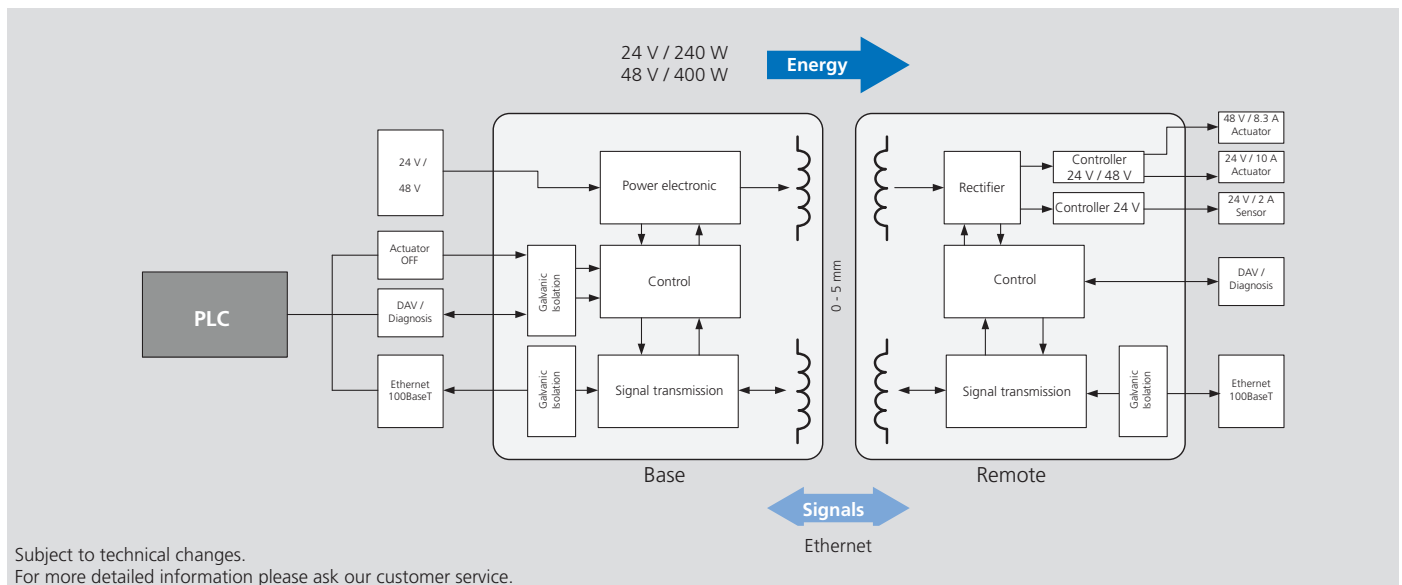 24 V / 240 W
48 V / 400 W
Energy
24 V /
48 V
Actuator
OFF
DAV /
Diagnosis
Ethernet
100BaseT
PLC
Galvanic
Isolation
Galvanic
Isolation
Power electronic
Control
Signal transmission
Base
0 - 5 mm
Rectifier
Controller
24 V / 48 V
Controller 24 V
Control
Signal transmission
Galvanic
Isolation
Remote
48 V / 8.3 A
Actuator
24 V / 10 A
Actuator
24 V / 2 A
Sensor
DAV /
Diagnosis
Ethernet
100BaseT
Signals
Ethernet
Subject to technical changes.
For more detailed information please ask our customer service.